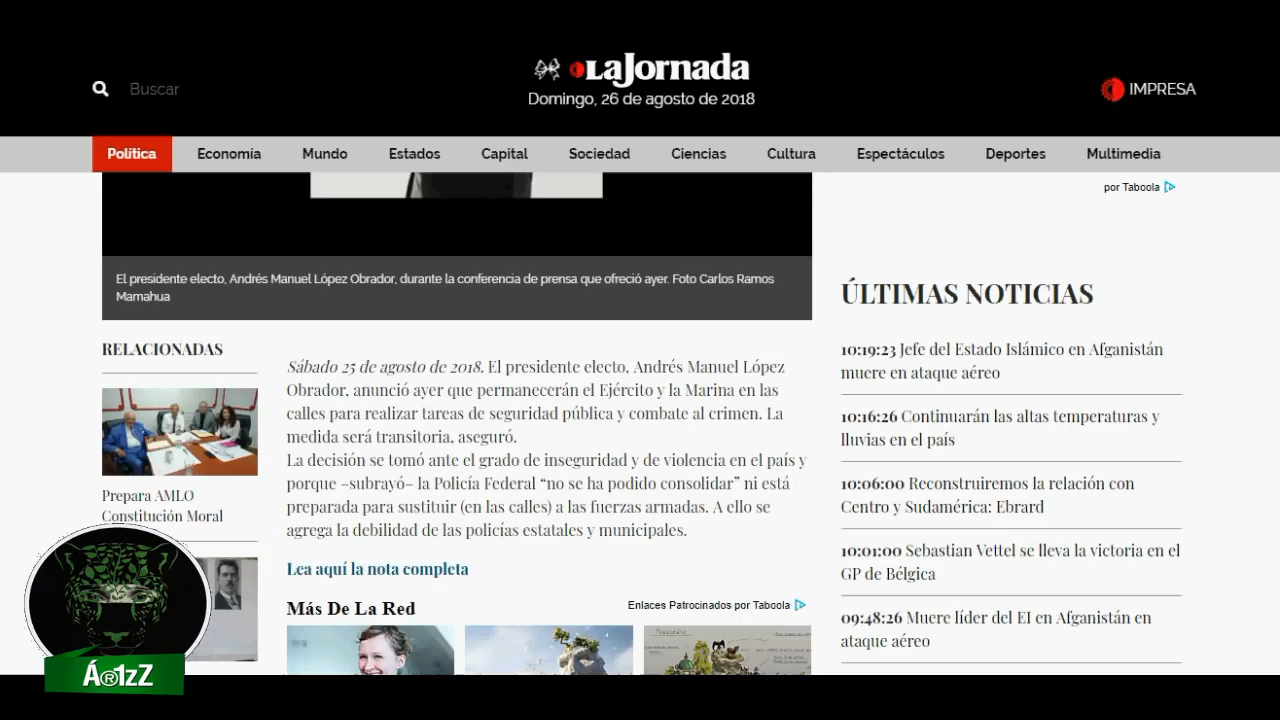 Buscar
LaJornada
Domingo, 26 de agosto de 2018
IMPRESA
Política
Economía
Mundo
Estados
Capital
Sociedad
Ciencias
Cultura
Espectáculos
Deportes
Multimedia
por Taboola
El presidente electo, Andrés Manuel López Obrador, durante la conferencia de prensa que ofreció ayer. Foto Carlos Ramos
Mamahua
RELACIONADAS
Prepara AMLO
Constitución Moral
Sábado 25 de agosto de 2018. El presidente electo, Andrés Manuel López
Obrador, anunció ayer que permanecerán el Ejército y la Marina en las
calles para realizar tareas de seguridad pública y combate al crimen. La
medida será transitoria, aseguró.
La decisión se tomó ante el grado de inseguridad y de violencia en el país y
porque –subrayó– la Policía Federal “no se ha podido consolidar” ni está
preparada para sustituir (en las calles) a las fuerzas armadas. A ello se
agrega la debilidad de las policías estatales y municipales.
Lea aquí la nota completa
Más De La Red
Enlaces Patrocinados por Taboola
ÚLTIMAS NOTICIAS
10:19:23 Jefe del Estado Islámico en Afganistán
muere en ataque aéreo
10:16:26 Continuarán las altas temperaturas y
lluvias en el país
10:06:00 Reconstruiremos la relación con
Centro y Sudamérica: Ebrard
10:01:00 Sebastian Vettel se lleva la victoria en el
GP de Bélgica
09:48:26 Muere líder del EI en Afganistán en
ataque aéreo
Á®1zZ